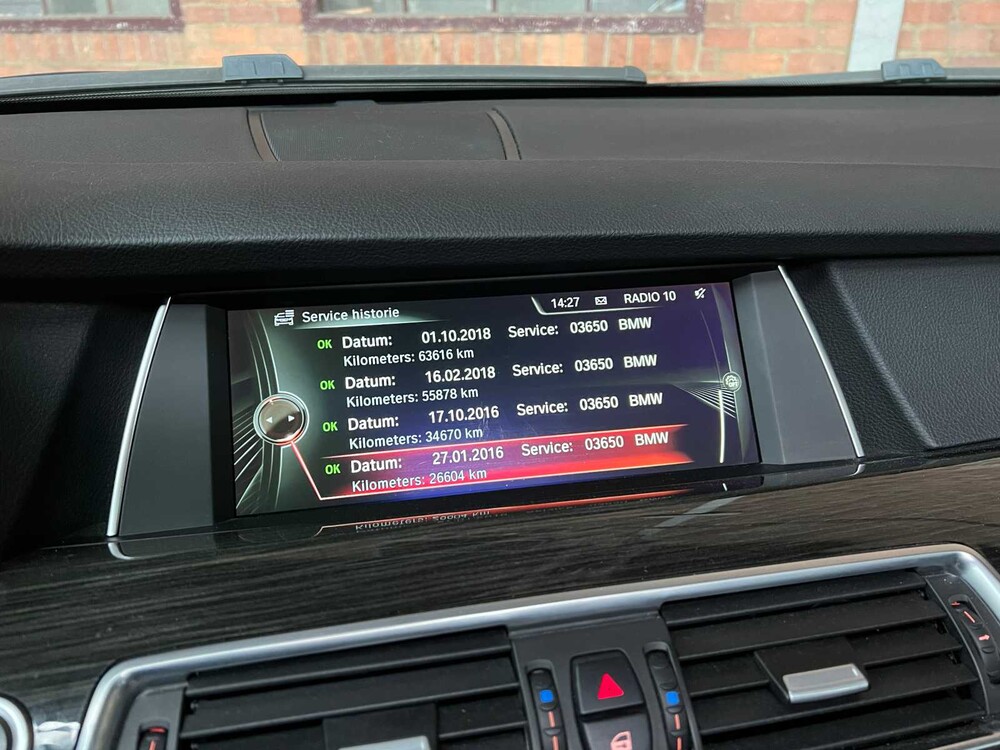 Service historie
14:27 RADIO 10
OK Datum: 01.10.2018 Service: 03650 BMW
Kilometers: 63616 km
OK Datum: 16.02.2018 Service: 03650 BMW
Kilometers: 55878 km
OK Datum: 17.10.2016 Service: 03650 BMW
Kilometers: 34670 km
OK Datum: 27.01.2016 Service: 03650 BMW
Kilometers: 26604 km